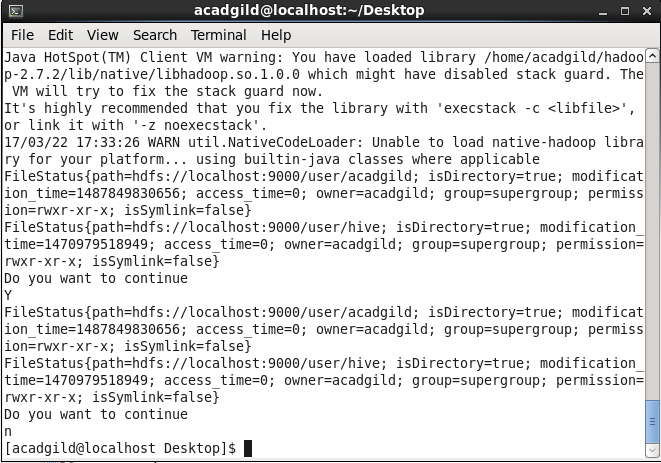 acadgild@localhost:~/Desktop
File Edit View Search Terminal Help
Java HotSpot(TM) Client VM warning: You have loaded library /home/acadgild/hadoo
p-2.7.2/lib/native/libhadoop.so.1.0.0 which might have disabled stack guard. The
 VM will try to fix the stack guard now.
It's highly recommended that you fix the library with 'execstack -c <libfile>',
or link it with '-z noexecstack'.
17/03/22 17:33:26 WARN util.NativeCodeLoader: Unable to load native-hadoop libra
ry for your platform... using builtin-java classes where applicable
FileStatus{path=hdfs://localhost:9000/user/acadgild; isDirectory=true; modificat
ion_time=1487849830656; access_time=0; owner=acadgild; group=supergroup; permiss
ion=rwxr-xr-x; isSymlink=false}
FileStatus{path=hdfs://localhost:9000/user/hive; isDirectory=true; modification_
time=1470979518949; access_time=0; owner=acadgild; group=supergroup; permission=
rwxr-xr-x; isSymlink=false}
Do you want to continue
Y
FileStatus{path=hdfs://localhost:9000/user/acadgild; isDirectory=true; modificat
ion_time=1487849830656; access_time=0; owner=acadgild; group=supergroup; permiss
ion=rwxr-xr-x; isSymlink=false}
FileStatus{path=hdfs://localhost:9000/user/hive; isDirectory=true; modification_
time=1470979518949; access_time=0; owner=acadgild; group=supergroup; permission=
rwxr-xr-x; isSymlink=false}
Do you want to continue
n
[acadgild@localhost Desktop]$